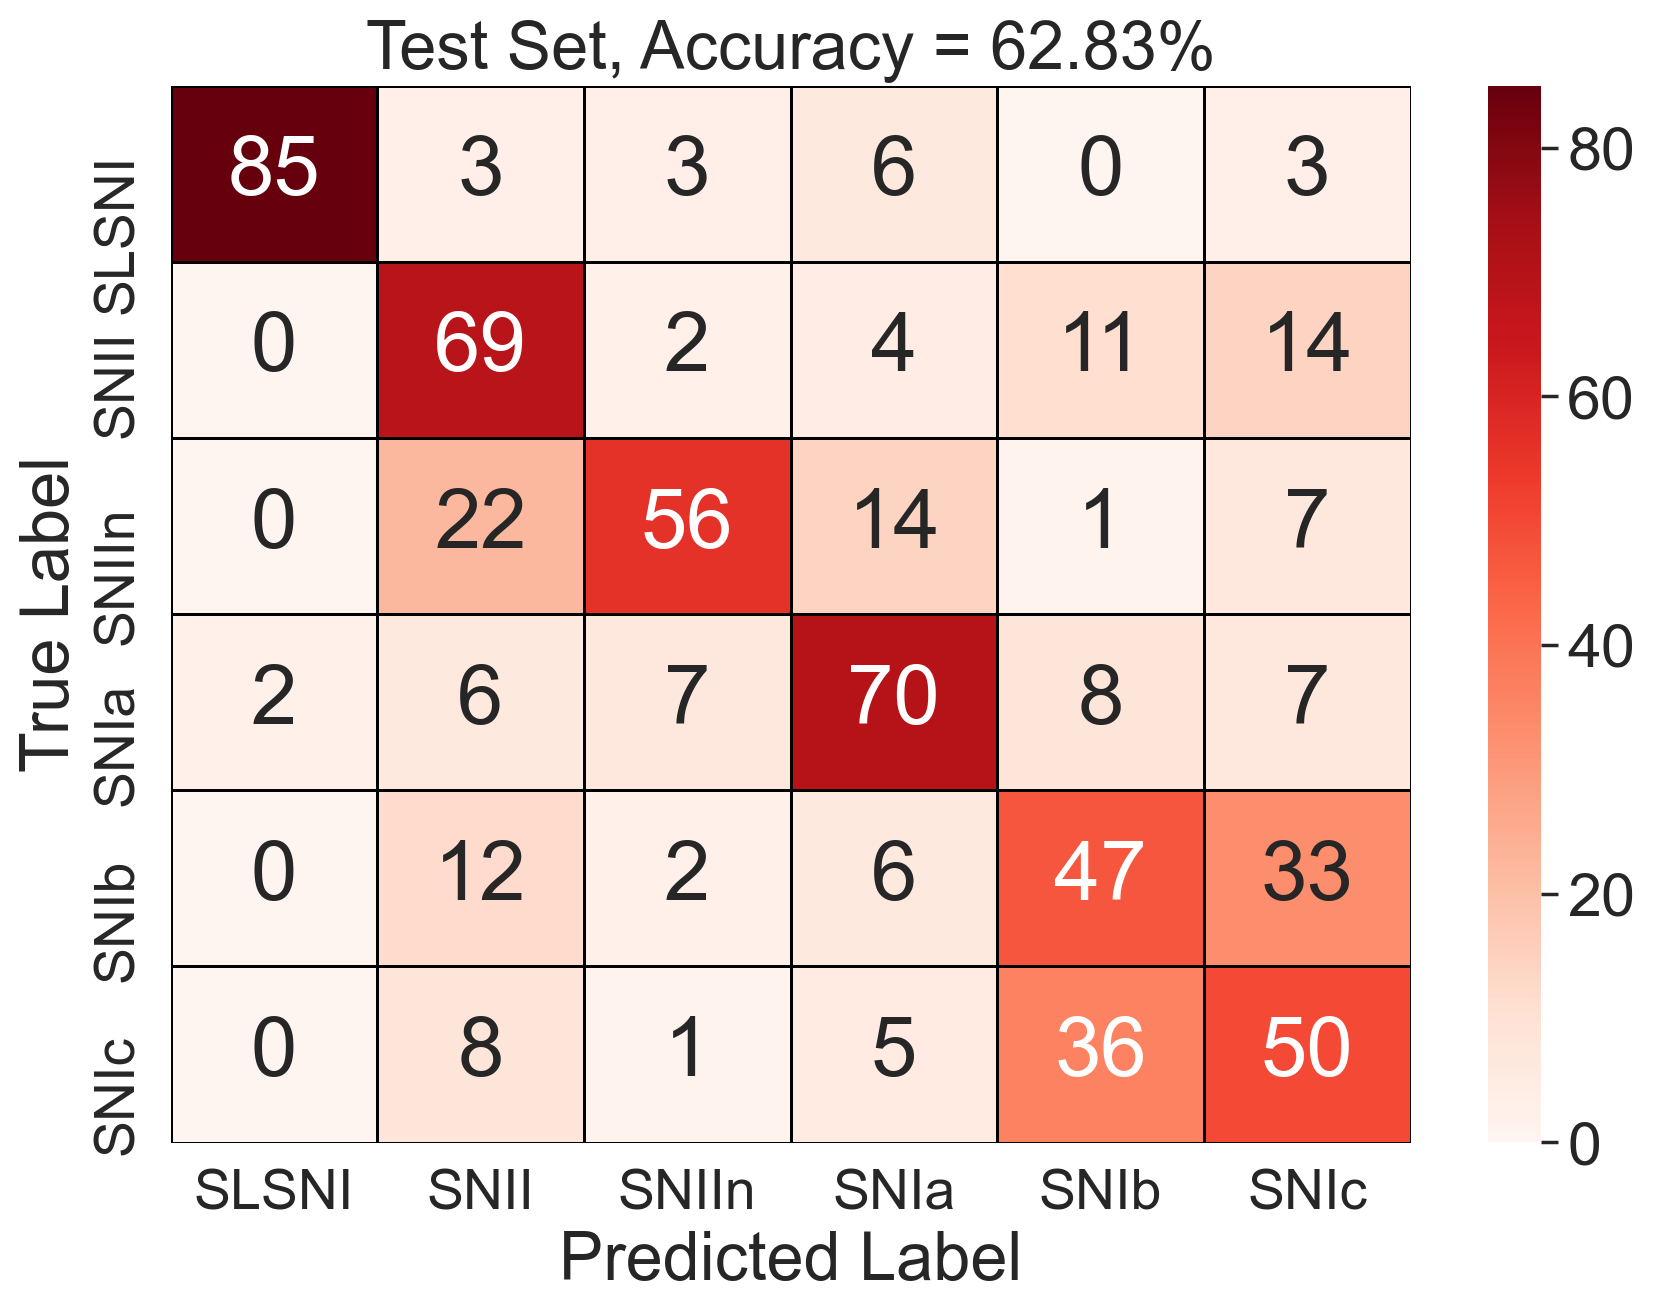 Test Set, Accuracy = 62.83%
True Label
SLSNI 85 3 3 6 0 3
SNII 0 69 2 4 11 14
SNIIn 0 22 56 14 1 7
SNIa 2 6 7 70 8 7
SNIb 0 12 2 6 47 33
SNIc 0 8 1 5 36 50
SLSNI SNII SNIIn SNIa SNIb SNIc
Predicted Label
80
60
40
20
0